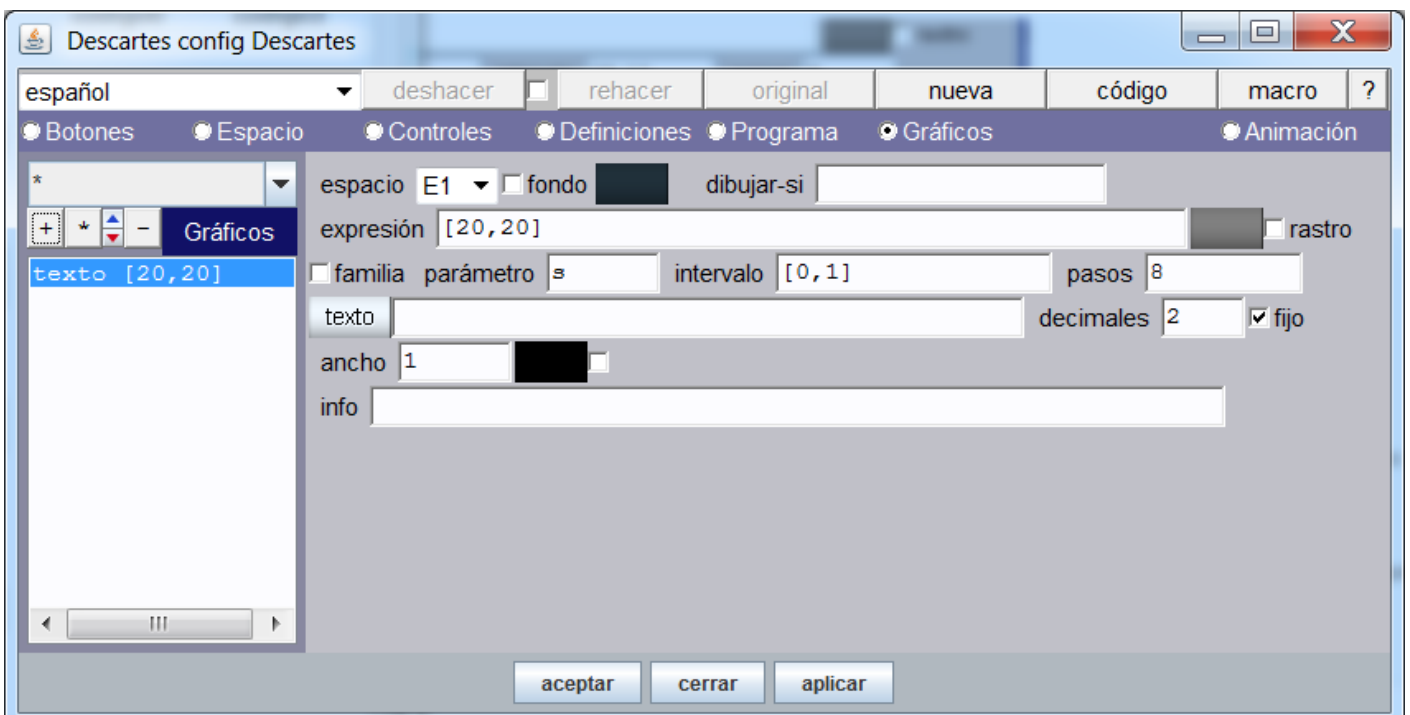 Descartes config Descartes
español deshacer rehacer original nueva código macro ?
Botones Espacio Controles Definiciones Programa Gráficos Animación
* espacio E1 fondo dibujar-si
+ * - Gráficos expresión [20,20] rastro
texto [20,20] familia parámetro s intervalo [0,1] pasos 8
texto decimales 2 fijo
ancho 1
info
aceptar cerrar aplicar